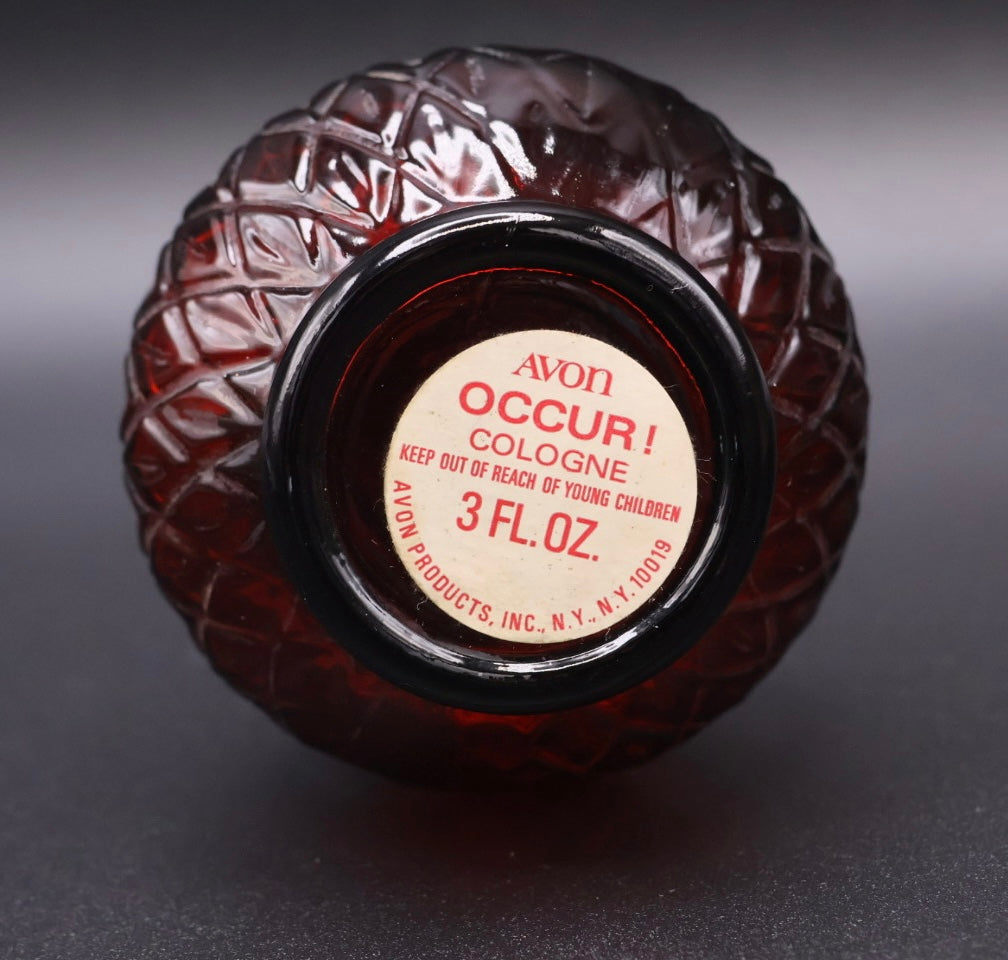 AVON
OCCUR!
COLOGNE
KEEP OUT OF REACH OF YOUNG CHILDREN
3 FL. OZ.
AVON PRODUCTS, INC., N.Y., N.Y. 10019